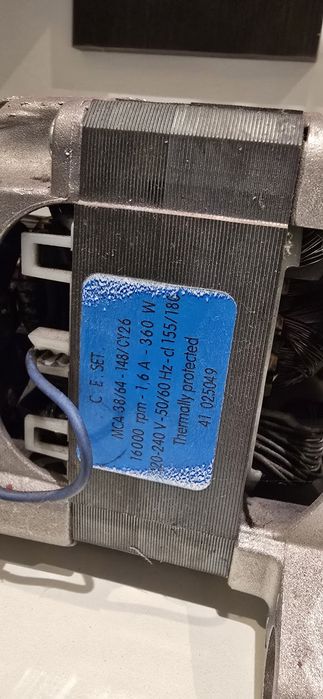 C . E . SET.
MCA 38/64 - 148/CY26
16000 rpm - 1.6 A - 360 W
220-240 V -50/60 Hz - cl 155/180
Thermally protected
41 025049